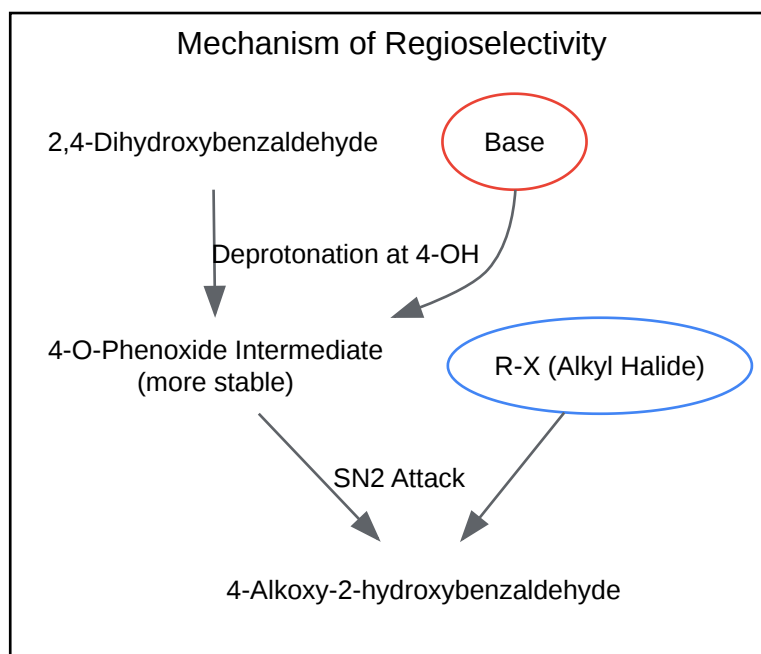 Mechanism of Regioselectivity
2,4-Dihydroxybenzaldehyde
Base
Deprotonation at 4-OH
4-O-Phenoxide Intermediate
(more stable)
R-X (Alkyl Halide)
SN2 Attack
4-Alkoxy-2-hydroxybenzaldehyde